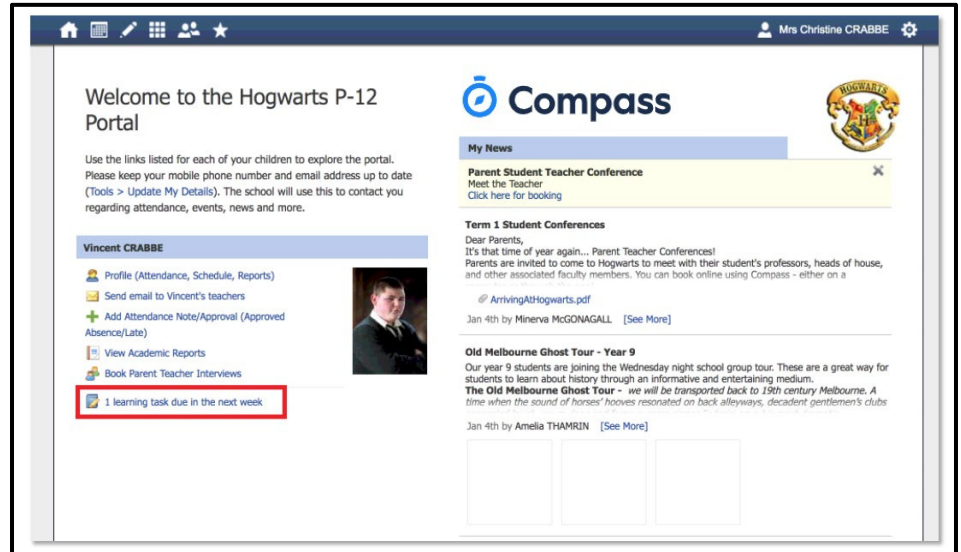 Mrs Christine CRABBE
Welcome to the Hogwarts P-12
Portal
Use the links listed for each of your children to explore the portal.
Please keep your mobile phone number and email address up to date
(Tools > Update My Details). The school will use this to contact you
regarding attendance, events, news and more.
Vincent CRABBE
Profile (Attendance, Schedule, Reports)
Send email to Vincent's teachers
Add Attendance Note/Approval (Approved
Absence/Late)
View Academic Reports
Book Parent Teacher Interviews
1 learning task due in the next week
Compass
HOGWARTS
My News
Parent Student Teacher Conference
Meet the Teacher
Click here for booking
Term 1 Student Conferences
Dear Parents,
It's that time of year again... Parent Teacher Conferences!
Parents are invited to come to Hogwarts to meet with their student's professors, heads of house,
and other associated faculty members. You can book online using Compass - either on a
ArrivingAtHogwarts.pdf
Jan 4th by Minerva McGONAGALL [See More]
Old Melbourne Ghost Tour - Year 9
Our year 9 students are joining the Wednesday night school group tour. These are a great way for
students to learn about history through an informative and entertaining medium.
The Old Melbourne Ghost Tour - we will be transported back to 19th century Melbourne. A
time when the sound of horses' hooves resonated on back alleyways, decadent gentlemen's clubs
Jan 4th by Amelia THAMRIN [See More]